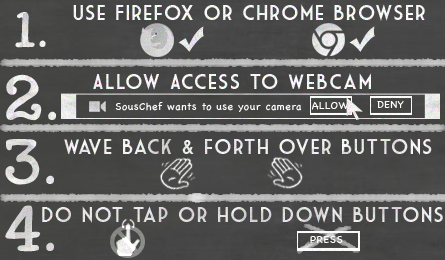 1. USE FIREFOX OR CHROME BROWSER
2. ALLOW ACCESS TO WEBCAM
SousChef wants to use your camera ALLOW DENY
3. WAVE BACK & FORTH OVER BUTTONS
4. DO NOT TAP OR HOLD DOWN BUTTONS
PRESS